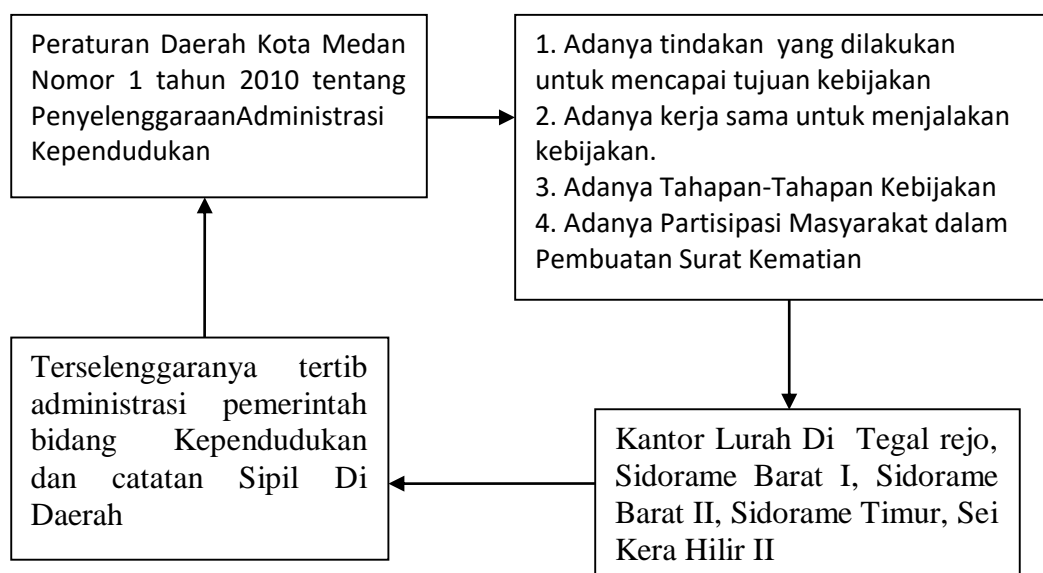 Peraturan Daerah Kota Medan
Nomor 1 tahun 2010 tentang
PenyelenggaraanAdministrasi
Kependudukan
1. Adanya tindakan yang dilakukan
untuk mencapai tujuan kebijakan
2. Adanya kerja sama untuk menjalakan
kebijakan.
3. Adanya Tahapan-Tahapan Kebijakan
4. Adanya Partisipasi Masyarakat dalam
Pembuatan Surat Kematian
Terselenggaranya tertib
administrasi pemerintah
bidang Kependudukan
dan catatan Sipil Di
Daerah
Kantor Lurah Di Tegal rejo,
Sidorame Barat I, Sidorame
Barat II, Sidorame Timur, Sei
Kera Hilir II